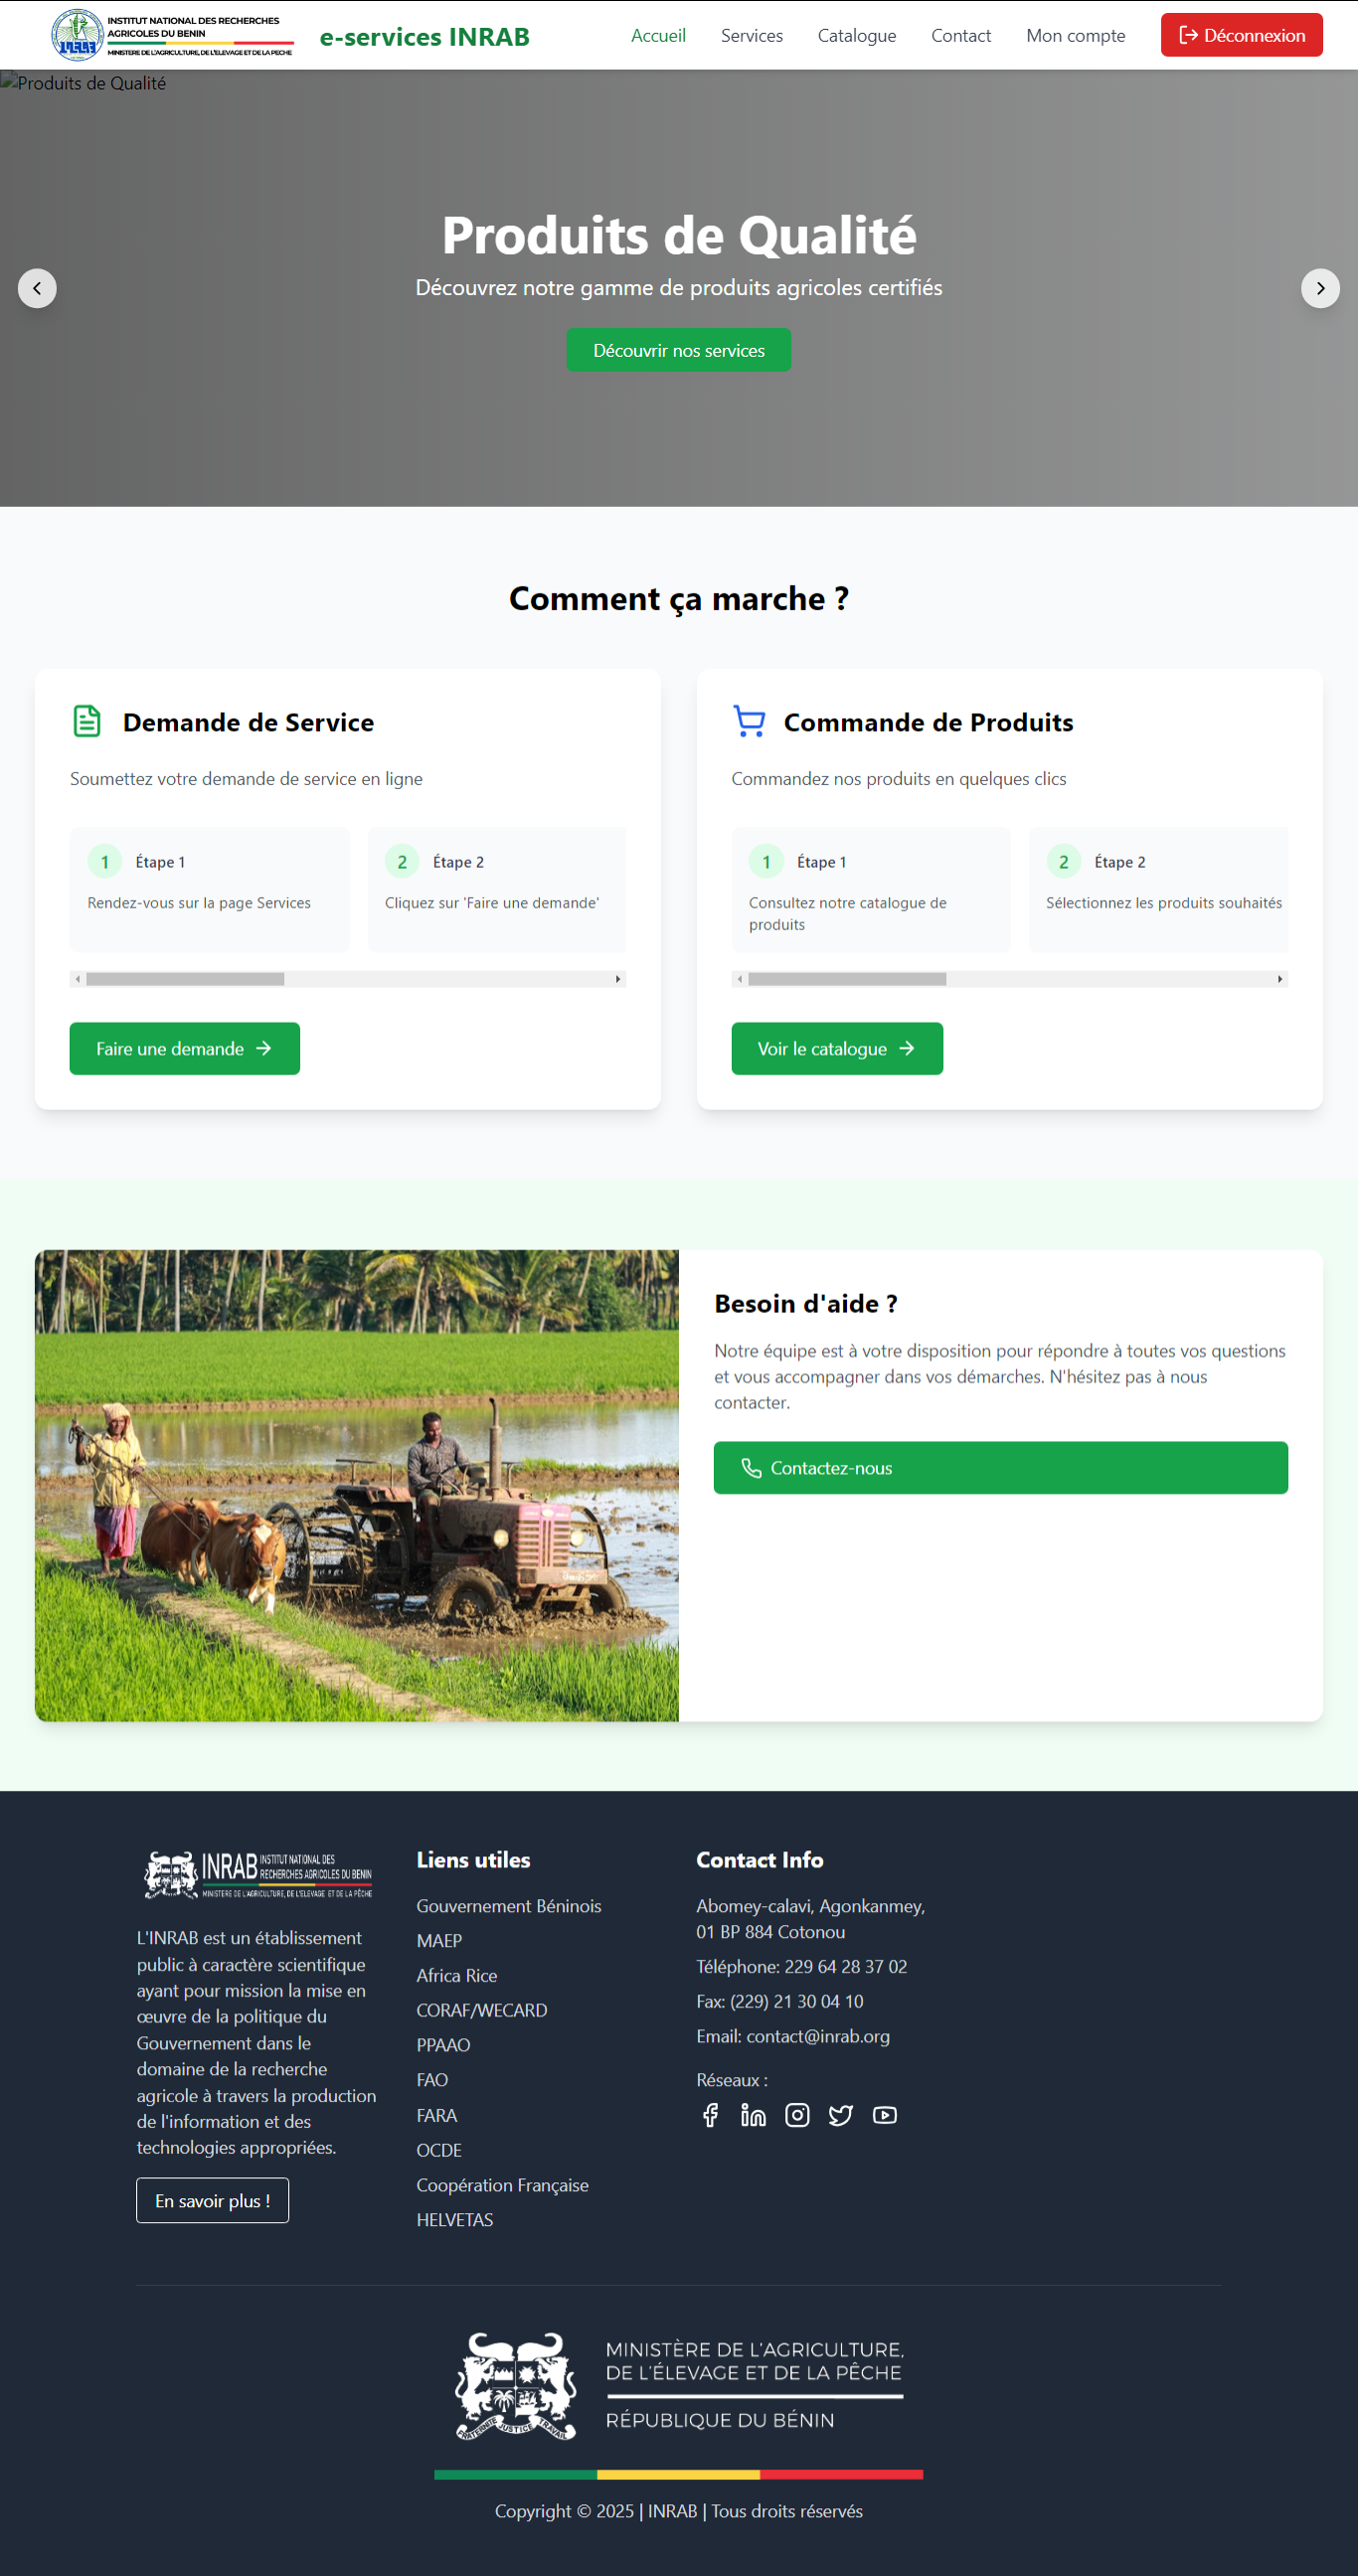 INSTITUT NATIONAL DES RECHERCHES
AGRICOLES DU BENIN
MINISTERE DE L'AGRICULTURE, DE L'ELEVAGE ET DE LA PÊCHE
e-services INRAB
Accueil
Services
Catalogue
Contact
Mon compte
Déconnexion
Produits de Qualité
Produits de Qualité
Découvrez notre gamme de produits agricoles certifiés
Découvrir nos services
Comment ça marche ?
Demande de Service
Soumettez votre demande de service en ligne
1 Étape 1
Rendez-vous sur la page Services
2 Étape 2
Cliquez sur 'Faire une demande'
Faire une demande
Commande de Produits
Commandez nos produits en quelques clics
1 Étape 1
Consultez notre catalogue de
produits
2 Étape 2
Sélectionnez les produits souhaités
Voir le catalogue
Besoin d'aide ?
Notre équipe est à votre disposition pour répondre à toutes vos questions
et vous accompagner dans vos démarches. N'hésitez pas à nous
contacter.
Contactez-nous
INRAB
INSTITUT NATIONAL DES
RECHERCHES AGRICOLES DU BENIN
MINISTERE DE L'AGRICULTURE, DE L'ELEVAGE ET DE LA PÊCHE
L'INRAB est un établissement
public à caractère scientifique
ayant pour mission la mise en
œuvre de la politique du
Gouvernement dans le
domaine de la recherche
agricole à travers la production
de l'information et des
technologies appropriées.
En savoir plus !
Liens utiles
Gouvernement Béninois
MAEP
Africa Rice
CORAF/WECARD
PPAAO
FAO
FARA
OCDE
Coopération Française
HELVETAS
Contact Info
Abomey-calavi, Agonkanmey,
01 BP 884 Cotonou
Téléphone: 229 64 28 37 02
Fax: (229) 21 30 04 10
Email: contact@inrab.org
Réseaux :
FRATERNITÉ JUSTICE TRAVAIL
MINISTÈRE DE L'AGRICULTURE,
DE L'ÉLEVAGE ET DE LA PÊCHE
RÉPUBLIQUE DU BÉNIN
Copyright © 2025 | INRAB | Tous droits réservés